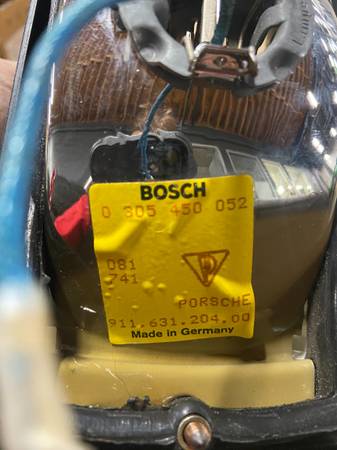 BOSCH
0 305 450 052
081
741
PORSCHE
911.631.204.00
Made in Germany